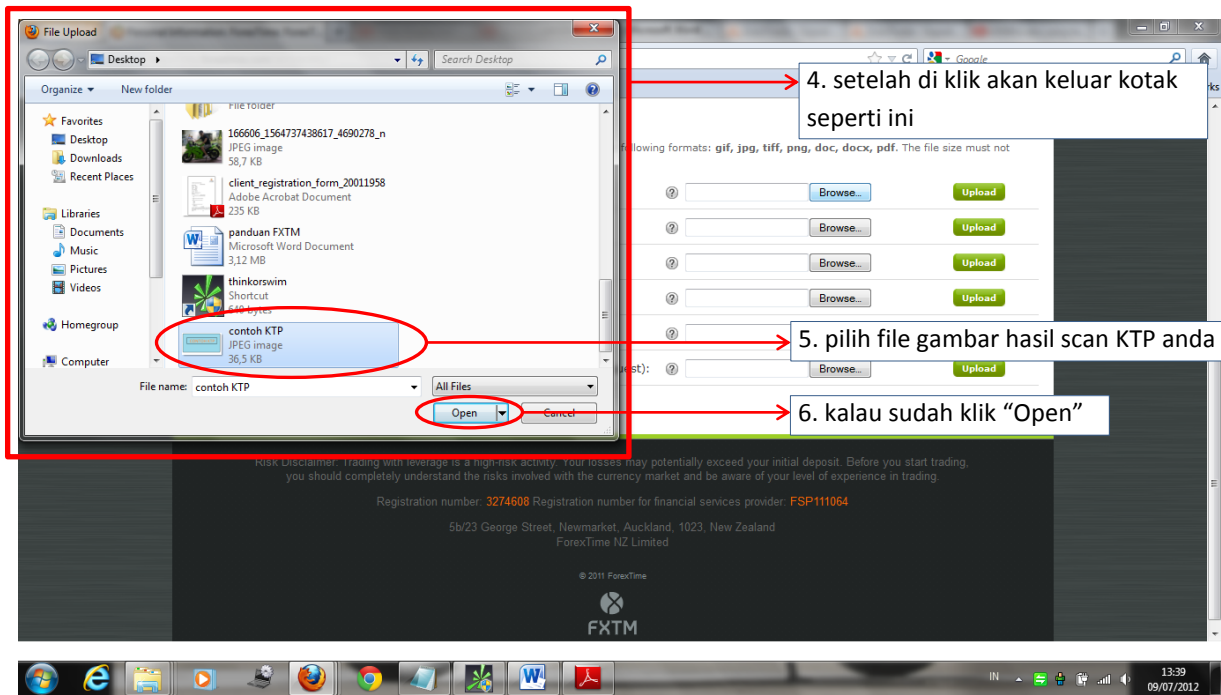 File Upload
Desktop
Search Desktop
Google
Organize
New folder
4. setelah di klik akan keluar kotak
seperti ini
Favorites
Desktop
Downloads
Recent Places
Libraries
Documents
Music
Pictures
Videos
Homegroup
Computer
File folder
166606_1564737438617_4690278_n
JPEG image
58,7 KB
client_registration_form_20011958
Adobe Acrobat Document
235 KB
panduan FXTM
Microsoft Word Document
3,12 MB
thinkorswim
Shortcut
bytes
contoh KTP
JPEG image
36,5 KB
following formats: gif, jpg, tiff, png, doc, docx, pdf. The file size must not
Browse... Upload
Browse... Upload
Browse... Upload
Browse... Upload
5. pilih file gambar hasil scan KTP anda
Browse... Upload
File name: contoh KTP
All Files
Open
Cancel
6. kalau sudah klik “Open”
Risk Disclaimer: Trading with leverage is a high-risk activity. Your losses may potentially exceed your initial deposit. Before you start trading,
you should completely understand the risks involved with the currency market and be aware of your level of experience in trading.
Registration number: 3274608 Registration number for financial services provider: FSP111064
5b/23 George Street, Newmarket, Auckland, 1023, New Zealand
ForexTime NZ Limited
© 2011 ForexTime
FXTM
IN
13:39
09/07/2012